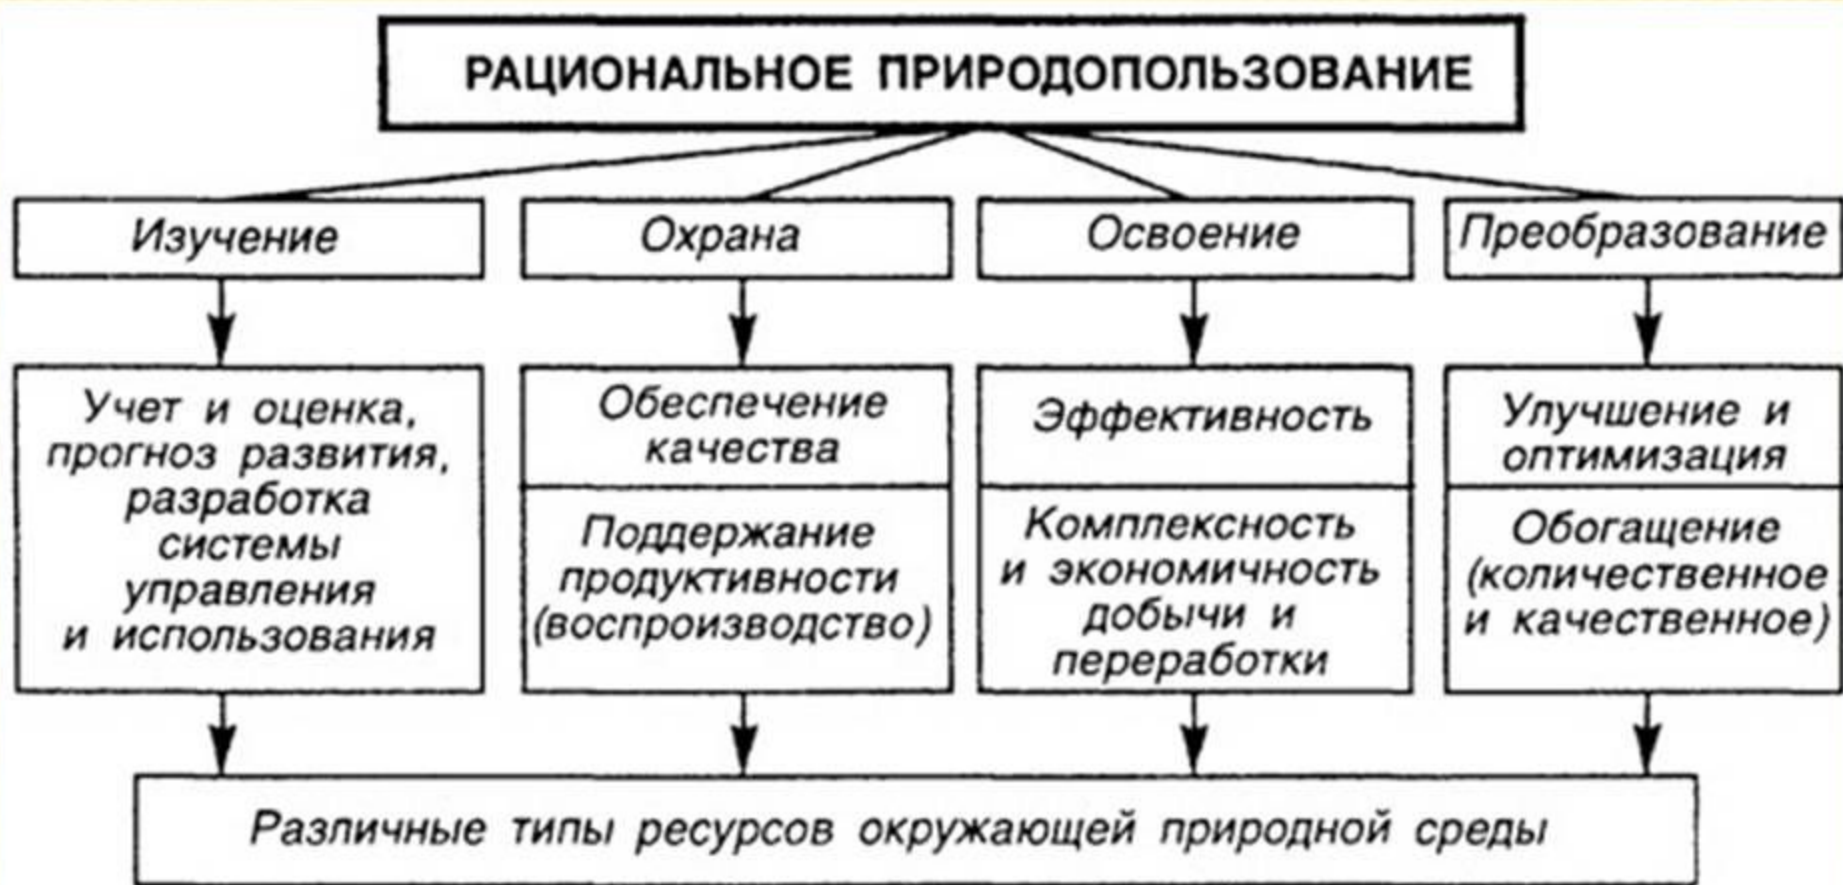 РАЦИОНАЛЬНОЕ ПРИРОДОПОЛЬЗОВАНИЕ
Изучение
Охрана
Освоение
Преобразование
Учет и оценка,
прогноз развития,
разработка
системы
управления
и использования
Обеспечение
качества
Поддержание
продуктивности
(воспроизводство)
Эффективность
Комплексность
и экономичность
добычи и
переработки
Улучшение и
оптимизация
Обогащение
(количественное
и качественное)
Различные типы ресурсов окружающей природной среды